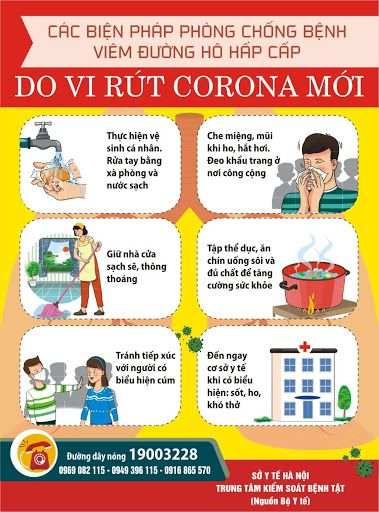 CÁC BIỆN PHÁP PHÒNG CHỐNG BỆNH
VIÊM ĐƯỜNG HÔ HẤP CẤP
DO VI RÚT CORONA MỚI
Thực hiện vệ
sinh cá nhân.
Rửa tay bằng
xà phòng và
nước sạch
Che miệng, mũi
khi ho, hắt hơi.
Đeo khẩu trang ở
nơi công cộng
Giữ nhà cửa
sạch sẽ, thông
thoáng
Tập thể dục, ăn
chín uống sỏi và
đủ chất để tăng
cường sức khỏe
Tránh tiếp xúc
với người có
biểu hiện cúm
Đến ngay
cơ sở y tế
khi có biểu
hiện: sốt, ho,
khó thở
Đường dây nóng 19003228
0969 082 115 - 0949 396 115 - 0916 865 570
SỞ Y TẾ HÀ NỘI
TRUNG TÂM KIỂM SOÁT BỆNH TẬT
(Nguồn Bộ Y tế)